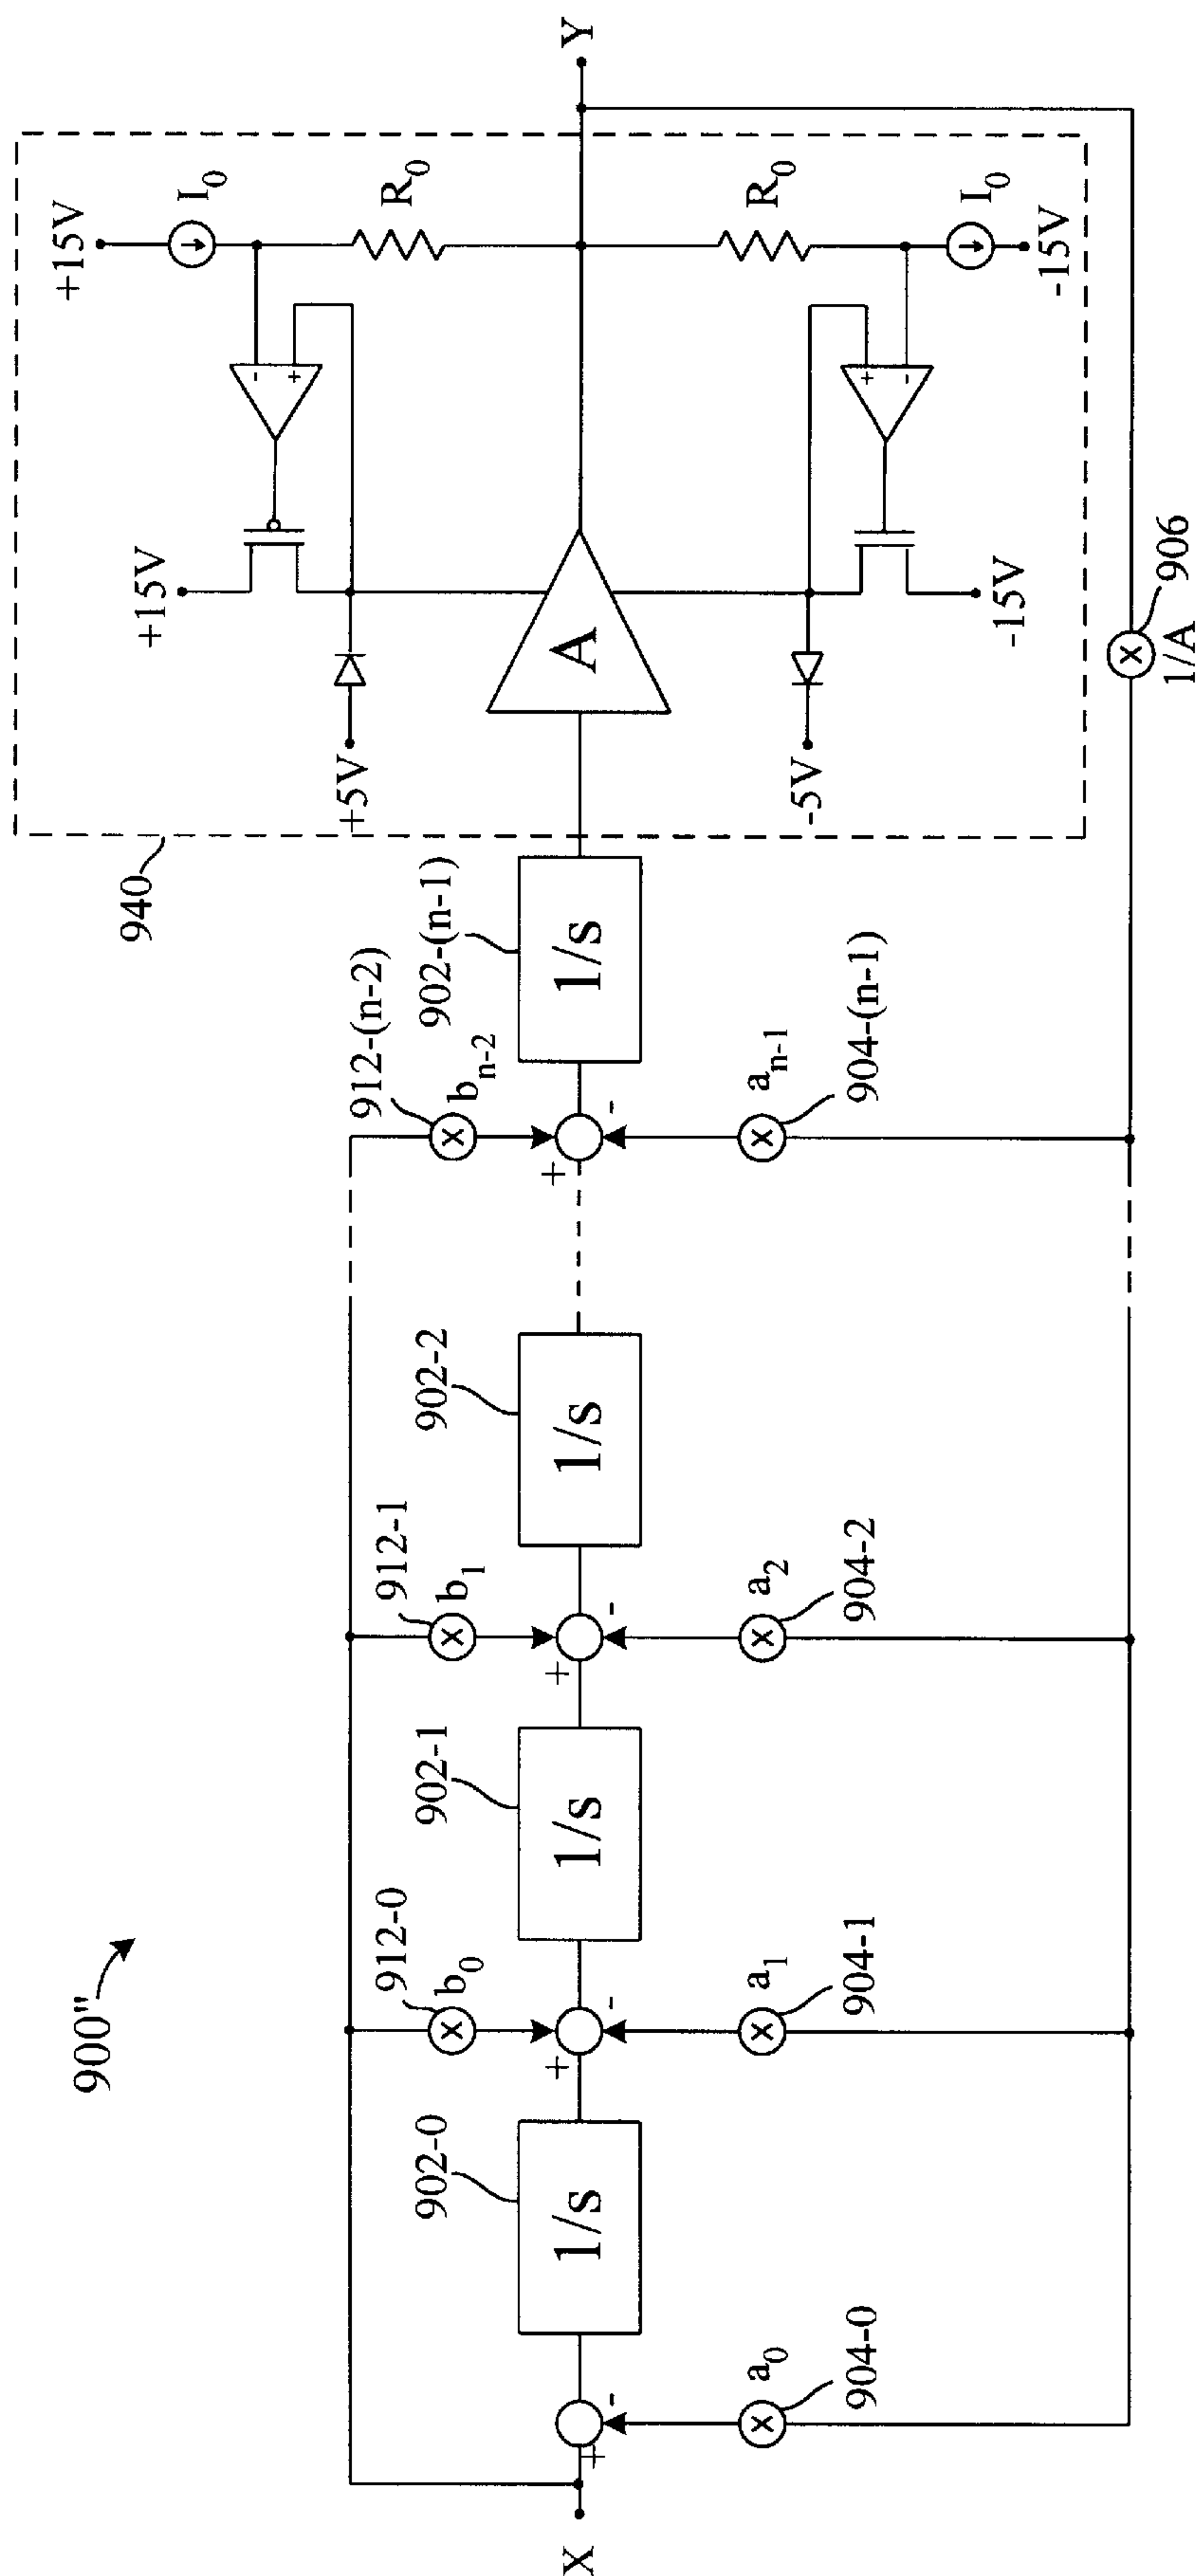 900"
X
+
-
a0
904-0
902-0
1/s
912-0
b0
+
-
a1
904-1
902-1
1/s
912-1
b1
+
-
a2
904-2
902-2
1/s
912-(n-2)
bn-2
+
-
an-1
904-(n-1)
902-(n-1)
1/s
940
+5V
+15V
-
+
+15V
I0
R0
A
Y
-5V
-15V
+
-
R0
I0
-15V
906
1/A